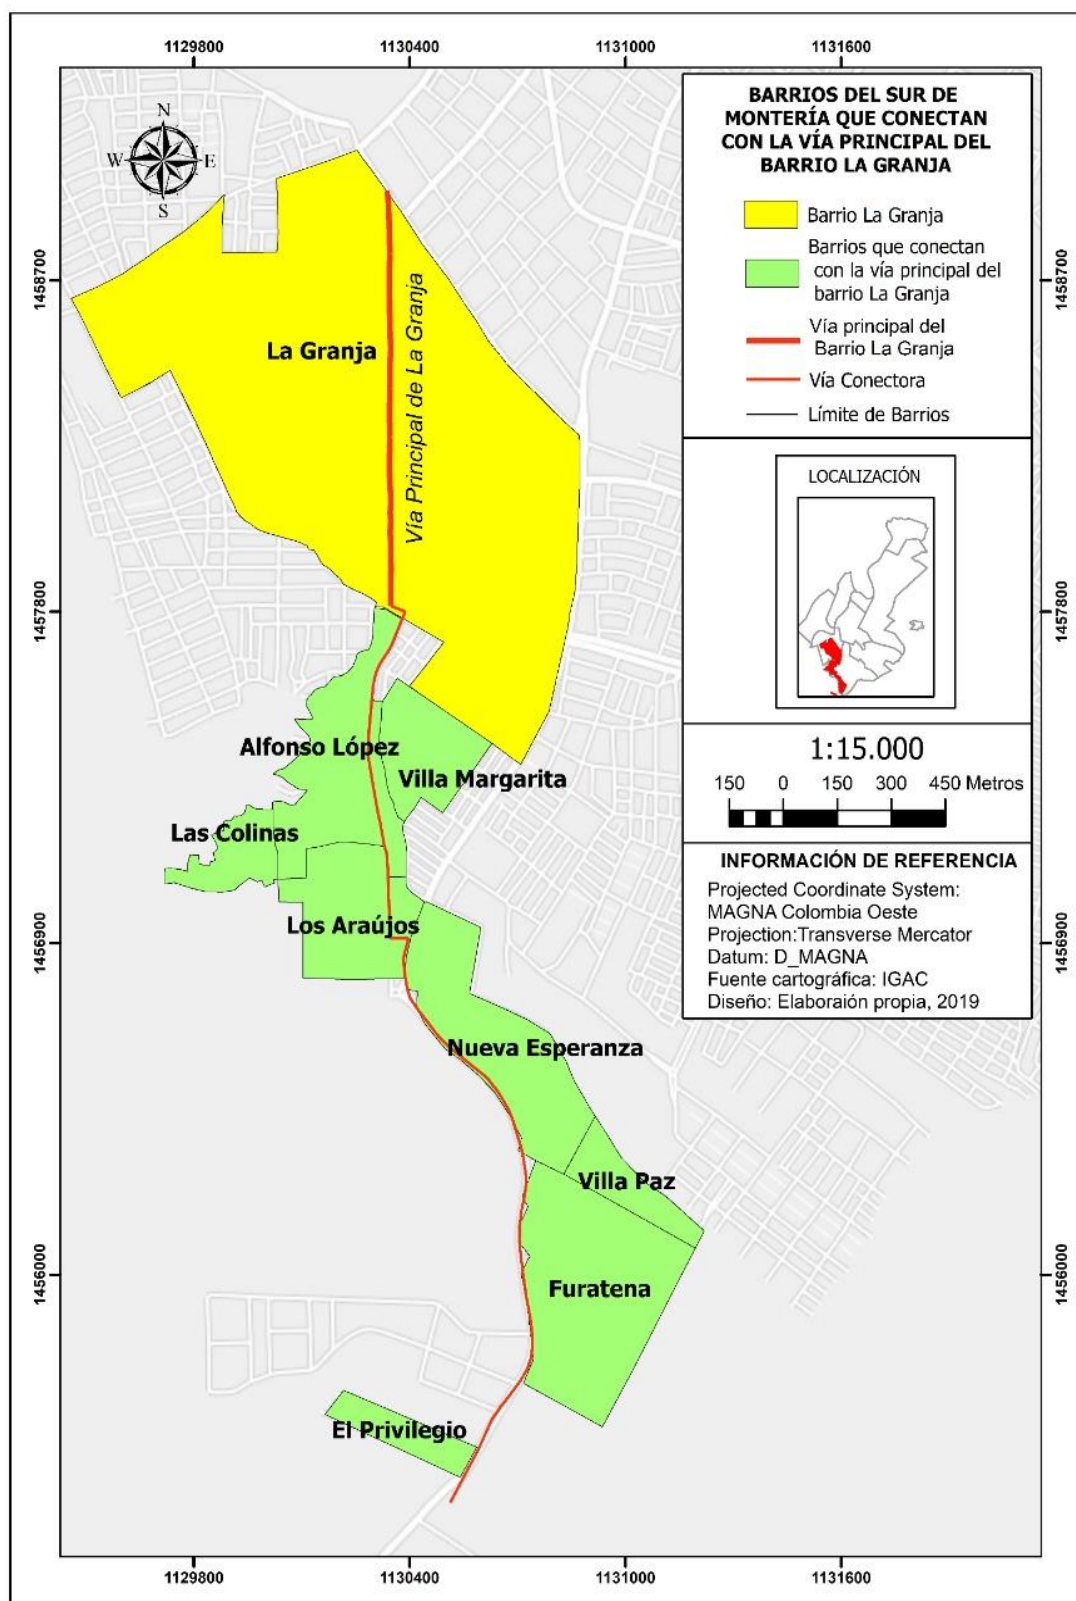 1129800 1130400 1131000 1131600
N
W E
S
BARRIOS DEL SUR DE
MONTERÍA QUE CONECTAN
CON LA VÍA PRINCIPAL DEL
BARRIO LA GRANJA
Barrio La Granja
Barrios que conectan
con la vía principal del
barrio La Granja
Vía principal del
Barrio La Granja
Vía Conectora
Límite de Barrios
LOCALIZACIÓN
1:15.000
150 0 150 300 450 Metros
INFORMACIÓN DE REFERENCIA
Projected Coordinate System:
MAGNA Colombia Oeste
Projection:Transverse Mercator
Datum: D_MAGNA
Fuente cartográfica: IGAC
Diseño: Elaboraión propia, 2019
1458700 1458700
La Granja
Vía Principal de La Granja
1457800 1457800
Alfonso López
Villa Margarita
Las Colinas
Los Araújos
1456900 1456900
Nueva Esperanza
Villa Paz
1456000 1456000
Furatena
El Privilegio
1129800 1130400 1131000 1131600